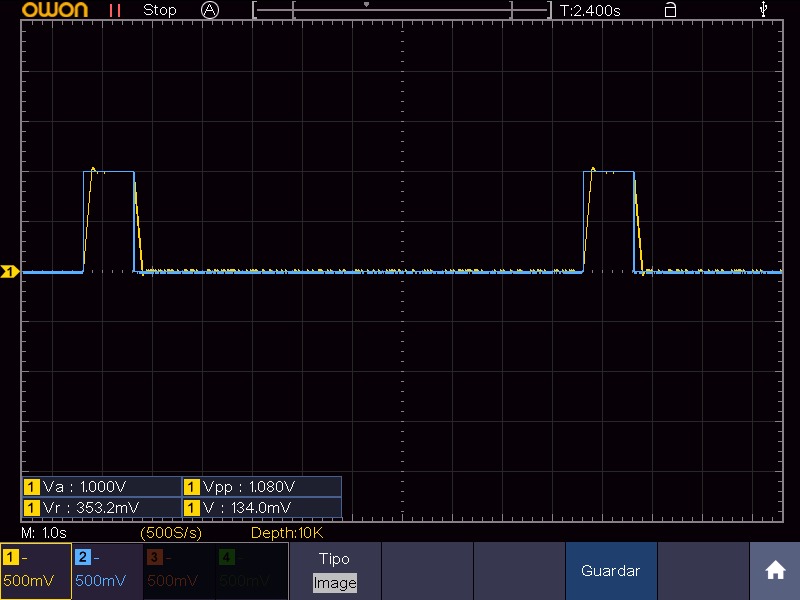 OWON Stop A T:2.400s
1
1 Va : 1.000V 1 Vpp : 1.080V
1 Vr : 353.2mV 1 V : 134.0mV
M: 1.0s (500S/s) Depth:10K
1 - 2 - 3 - 4 - Tipo
500mV 500mV 500mV 500mV Image Guardar